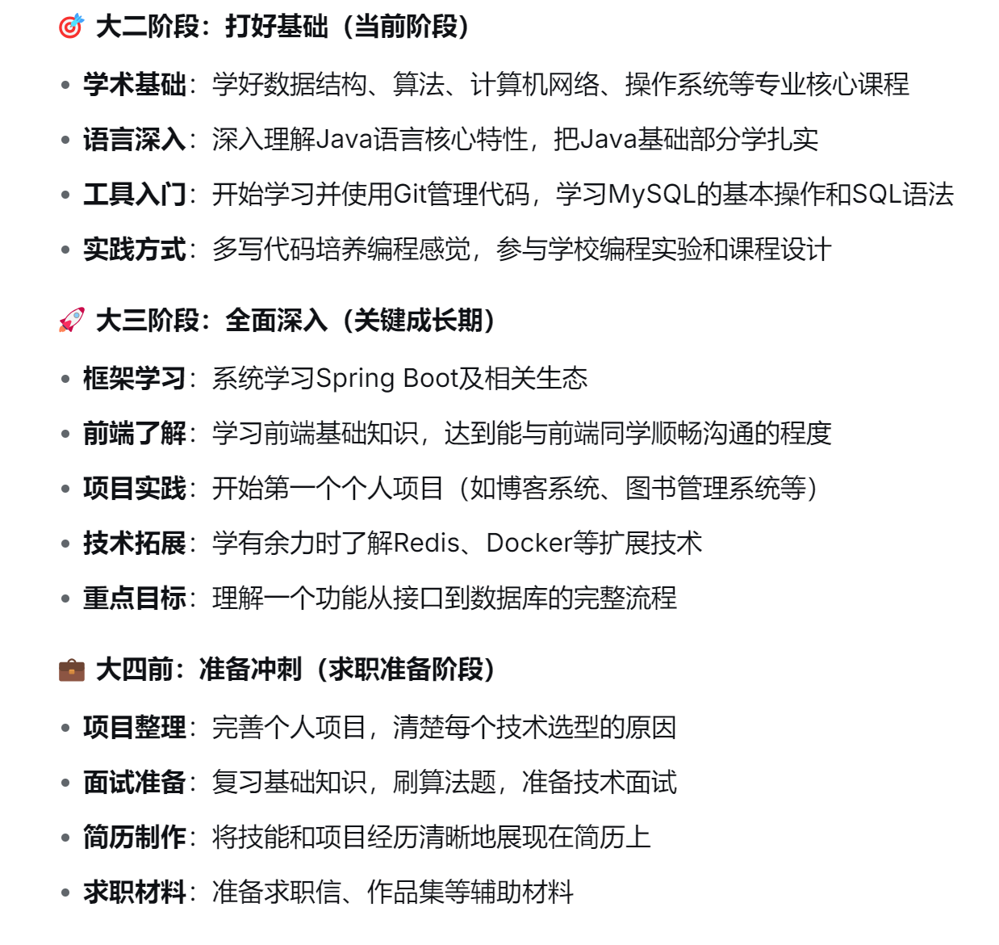 🎯 大二阶段：打好基础（当前阶段）
• 学术基础：学好数据结构、算法、计算机网络、操作系统等专业核心课程
• 语言深入：深入理解Java语言核心特性，把Java基础部分学扎实
• 工具入门：开始学习并使用Git管理代码，学习MySQL的基本操作和SQL语法
• 实践方式：多写代码培养编程感觉，参与学校编程实验和课程设计
🚀 大三阶段：全面深入（关键成长期）
• 框架学习：系统学习Spring Boot及相关生态
• 前端了解：学习前端基础知识，达到能与前端同学顺畅沟通的程度
• 项目实践：开始第一个个人项目（如博客系统、图书管理系统等）
• 技术拓展：学有余力时了解Redis、Docker等扩展技术
• 重点目标：理解一个功能从接口到数据库的完整流程
💼 大四前：准备冲刺（求职准备阶段）
• 项目整理：完善个人项目，清楚每个技术选型的原因
• 面试准备：复习基础知识，刷算法题，准备技术面试
• 简历制作：将技能和项目经历清晰地展现在简历上
• 求职材料：准备求职信、作品集等辅助材料